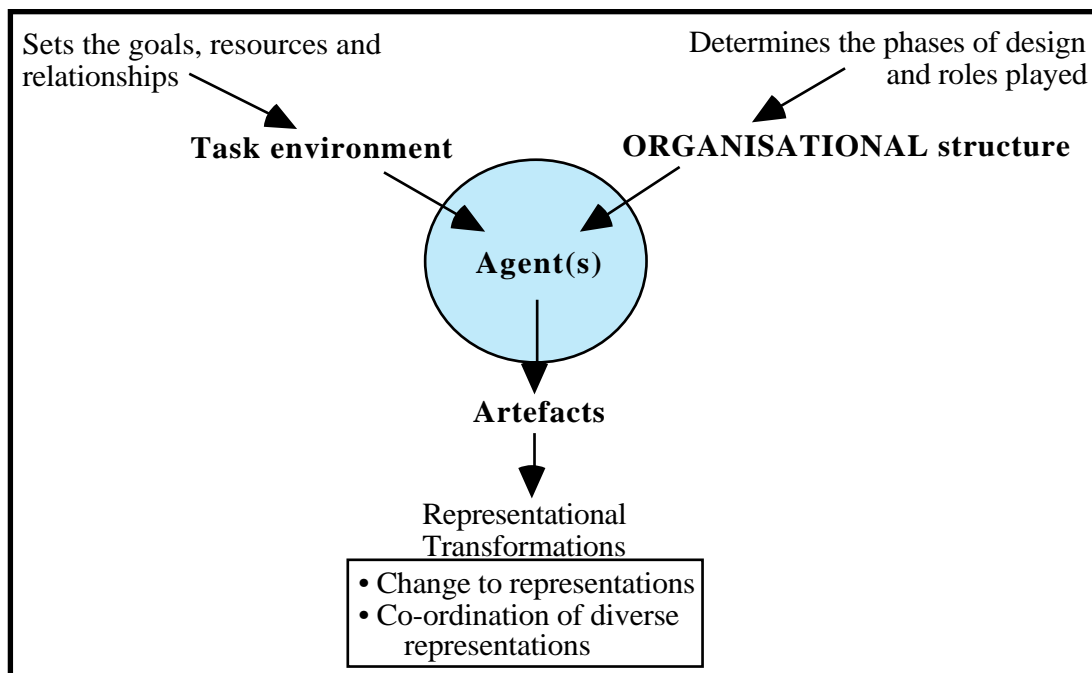 Sets the goals, resources and
relationships
Determines the phases of design
and roles played
Task environment
ORGANISATIONAL structure
Agent(s)
Artefacts
Representational
Transformations
• Change to representations
• Co-ordination of diverse
representations